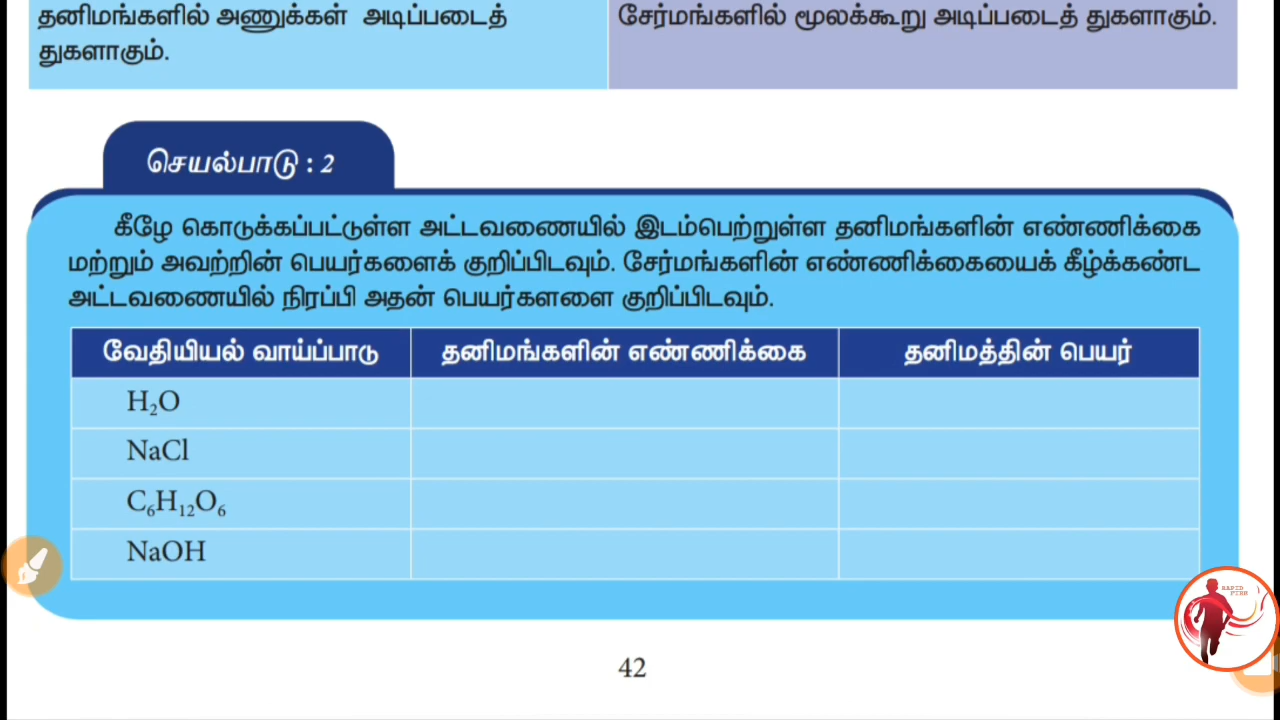 தனிமங்களில் அணுக்கள் அடிப்படைத்
துகளாகும்.
சேர்மங்களில் மூலக்கூறு அடிப்படைத் துகளாகும்.
செயல்பாடு : 2
கீழே கொடுக்கப்பட்டுள்ள அட்டவணையில் இடம்பெற்றுள்ள தனிமங்களின் எண்ணிக்கை
மற்றும் அவற்றின் பெயர்களைக் குறிப்பிடவும். சேர்மங்களின் எண்ணிக்கையைக் கீழ்க்கண்ட
அட்டவணையில் நிரப்பி அதன் பெயர்களளை குறிப்பிடவும்.
வேதியியல் வாய்ப்பாடு தனிமங்களின் எண்ணிக்கை தனிமத்தின் பெயர்
H₂O
NaCl
C₆H₁₂O₆
NaOH
RAPID
42